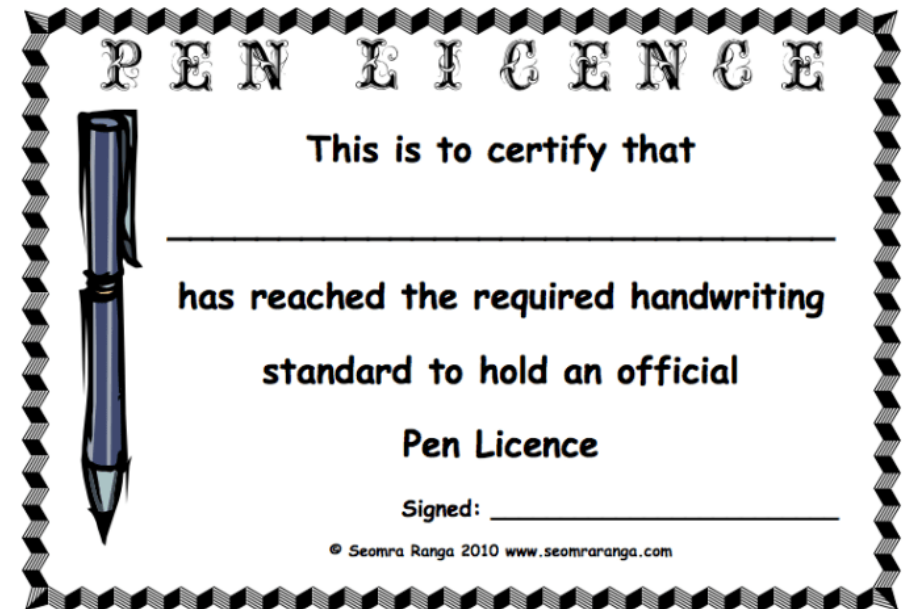 PEN LICENCE
This is to certify that
has reached the required handwriting
standard to hold an official
Pen Licence
Signed:
© Seomra Ranga 2010 www.seomraranga.com